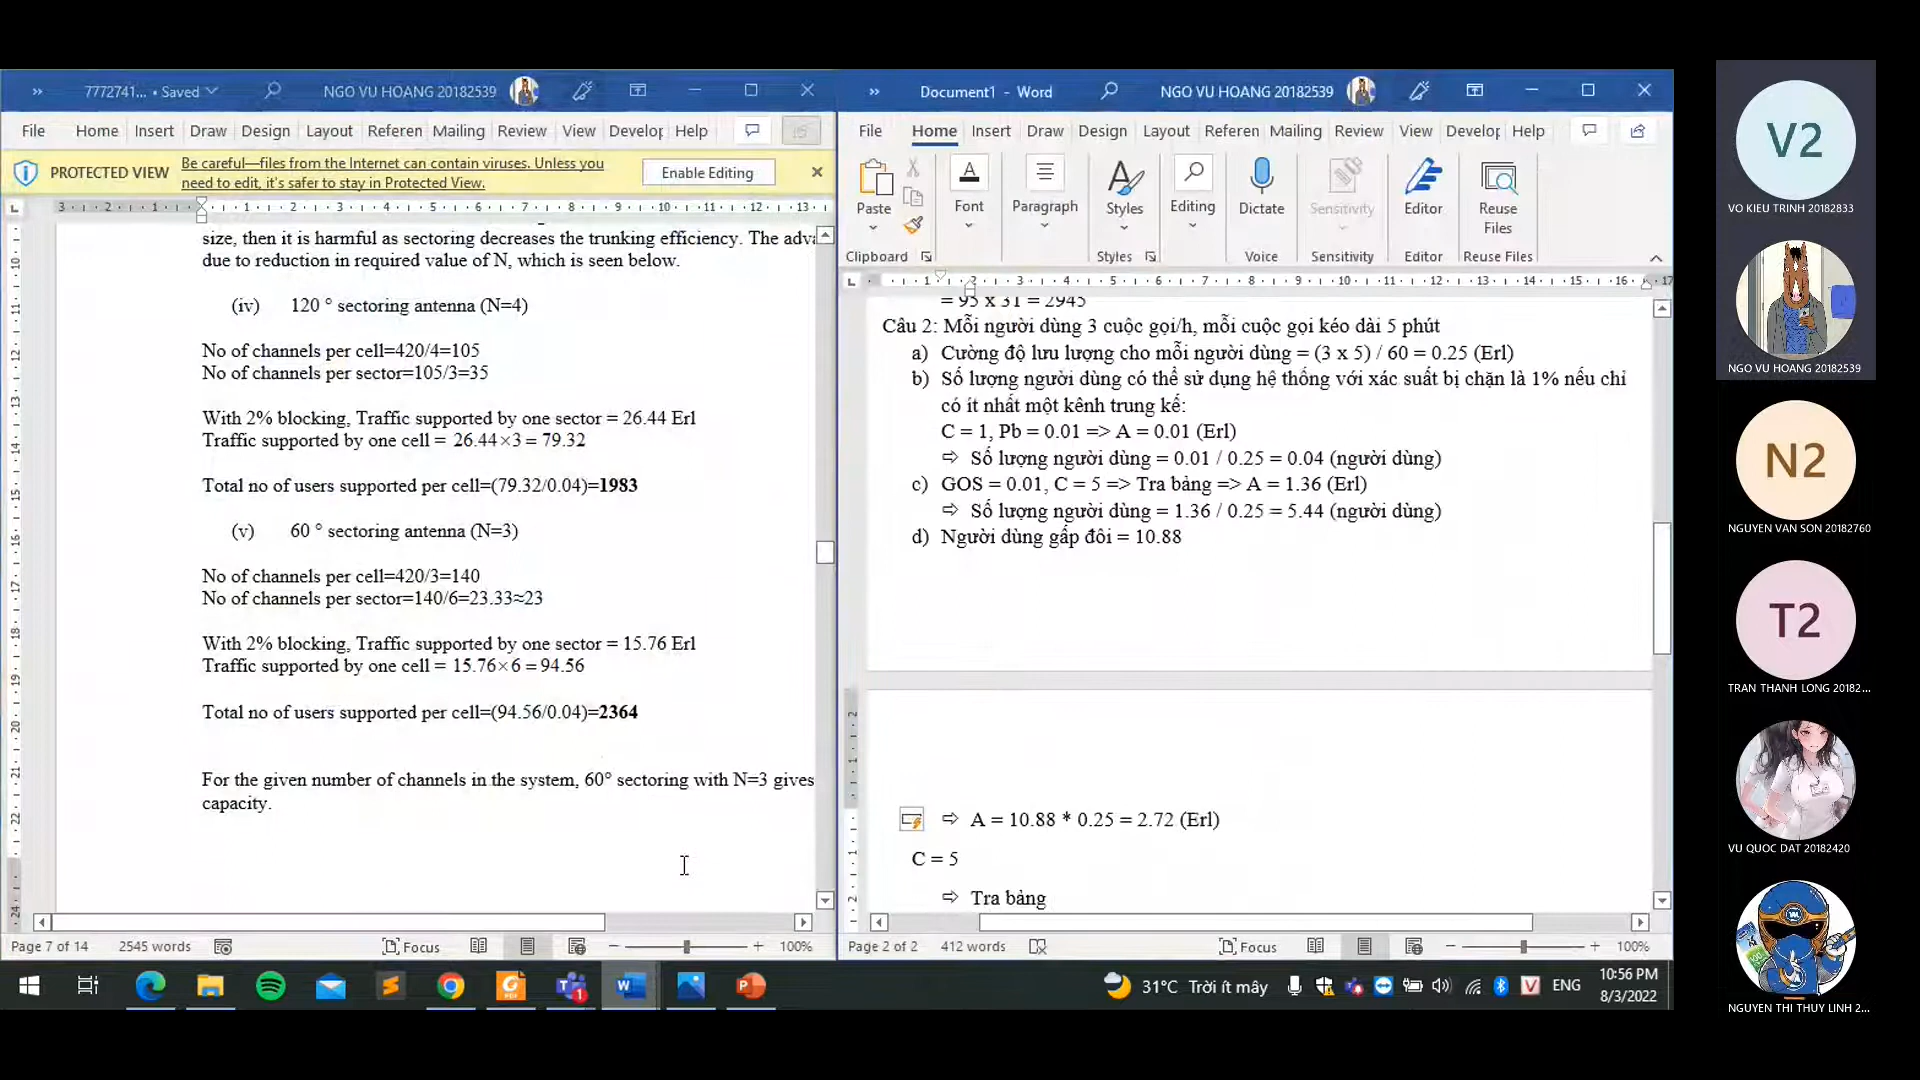 7772741... • Saved
NGO VU HOANG 20182539
File Home Insert Draw Design Layout Referen Mailing Review View Develop Help
PROTECTED VIEW
Be careful—files from the Internet can contain viruses. Unless you
need to edit, it's safer to stay in Protected View.
Enable Editing
size, then it is harmful as sectoring decreases the trunking efficiency. The adv
due to reduction in required value of N, which is seen below.
(iv) 120 ° sectoring antenna (N=4)
No of channels per cell=420/4=105
No of channels per sector=105/3=35
With 2% blocking, Traffic supported by one sector = 26.44 Erl
Traffic supported by one cell = 26.44×3 = 79.32
Total no of users supported per cell=(79.32/0.04)=1983
(v) 60 ° sectoring antenna (N=3)
No of channels per cell=420/3=140
No of channels per sector=140/6=23.33≈23
With 2% blocking, Traffic supported by one sector = 15.76 Erl
Traffic supported by one cell = 15.76×6 = 94.56
Total no of users supported per cell=(94.56/0.04)=2364
For the given number of channels in the system, 60° sectoring with N=3 gives
capacity.
Page 7 of 14 2545 words Focus 100%
Document1 - Word
NGO VU HOANG 20182539
File Home Insert Draw Design Layout Referen Mailing Review View Develop Help
Paste Font Paragraph Styles Editing Dictate Sensitivity Editor Reuse
Files
Clipboard Styles Voice Sensitivity Editor Reuse Files
= 95 x 31 = 2945
Câu 2: Mỗi người dùng 3 cuộc gọi/h, mỗi cuộc gọi kéo dài 5 phút
a) Cường độ lưu lượng cho mỗi người dùng = (3 x 5) / 60 = 0.25 (Erl)
b) Số lượng người dùng có thể sử dụng hệ thống với xác suất bị chặn là 1% nếu chỉ
có ít nhất một kênh trung kế:
C = 1, Pb = 0.01 => A = 0.01 (Erl)
⇨ Số lượng người dùng = 0.01 / 0.25 = 0.04 (người dùng)
c) GOS = 0.01, C = 5 => Tra bảng => A = 1.36 (Erl)
⇨ Số lượng người dùng = 1.36 / 0.25 = 5.44 (người dùng)
d) Người dùng gấp đôi = 10.88
⇨ A = 10.88 * 0.25 = 2.72 (Erl)
C = 5
⇨ Tra bảng
Page 2 of 2 412 words Focus 100%
31°C Trời ít mây
ENG
10:56 PM
8/3/2022
V2
VO KIEU TRINH 20182833
NGO VU HOANG 20182539
N2
NGUYEN VAN SON 20182760
T2
TRAN THANH LONG 20182...
VU QUOC DAT 20182420
NGUYEN THI THUY LINH 2...